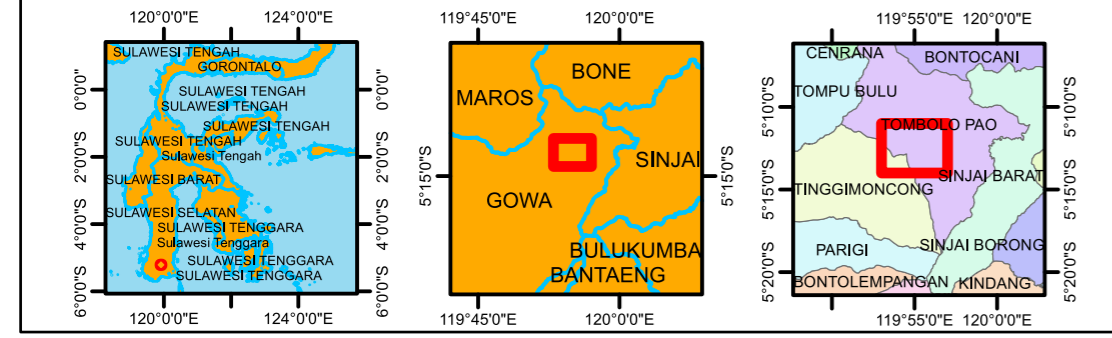 120°0'0"E 124°0'0"E
SULAWESI TENGAH
GORONTALO
0°0'0"
0°0'0"
SULAWESI TENGAH
SULAWESI TENGAH
SULAWESI TENGAH
SULAWESI TENGAH
Sulawesi Tengah
2°0'0"S
2°0'0"S
SULAWESI BARAT
SULAWESI SELATAN
4°0'0"S
4°0'0"S
SULAWESI TENGGARA
Sulawesi Tenggara
SULAWESI TENGGARA
SULAWESI TENGGARA
6°0'0"S
6°0'0"S
120°0'0"E 124°0'0"E
119°45'0"E 120°0'0"E
BONE
MAROS
SINJAI
5°15'0"S
5°15'0"S
GOWA
BULUKUMBA
BANTAENG
119°45'0"E 120°0'0"E
119°55'0"E 120°0'0"E
CENRANA
BONTOCANI
TOMPU BULU
5°10'0"S
5°10'0"S
TOMBOLO PAO
SINJAI BARAT
TINGGIMONCONG
5°15'0"S
5°15'0"S
PARIGI
SINJAI BORONG
5°20'0"S
5°20'0"S
BONTOLEMPANGAN
KINDANG
119°55'0"E 120°0'0"E